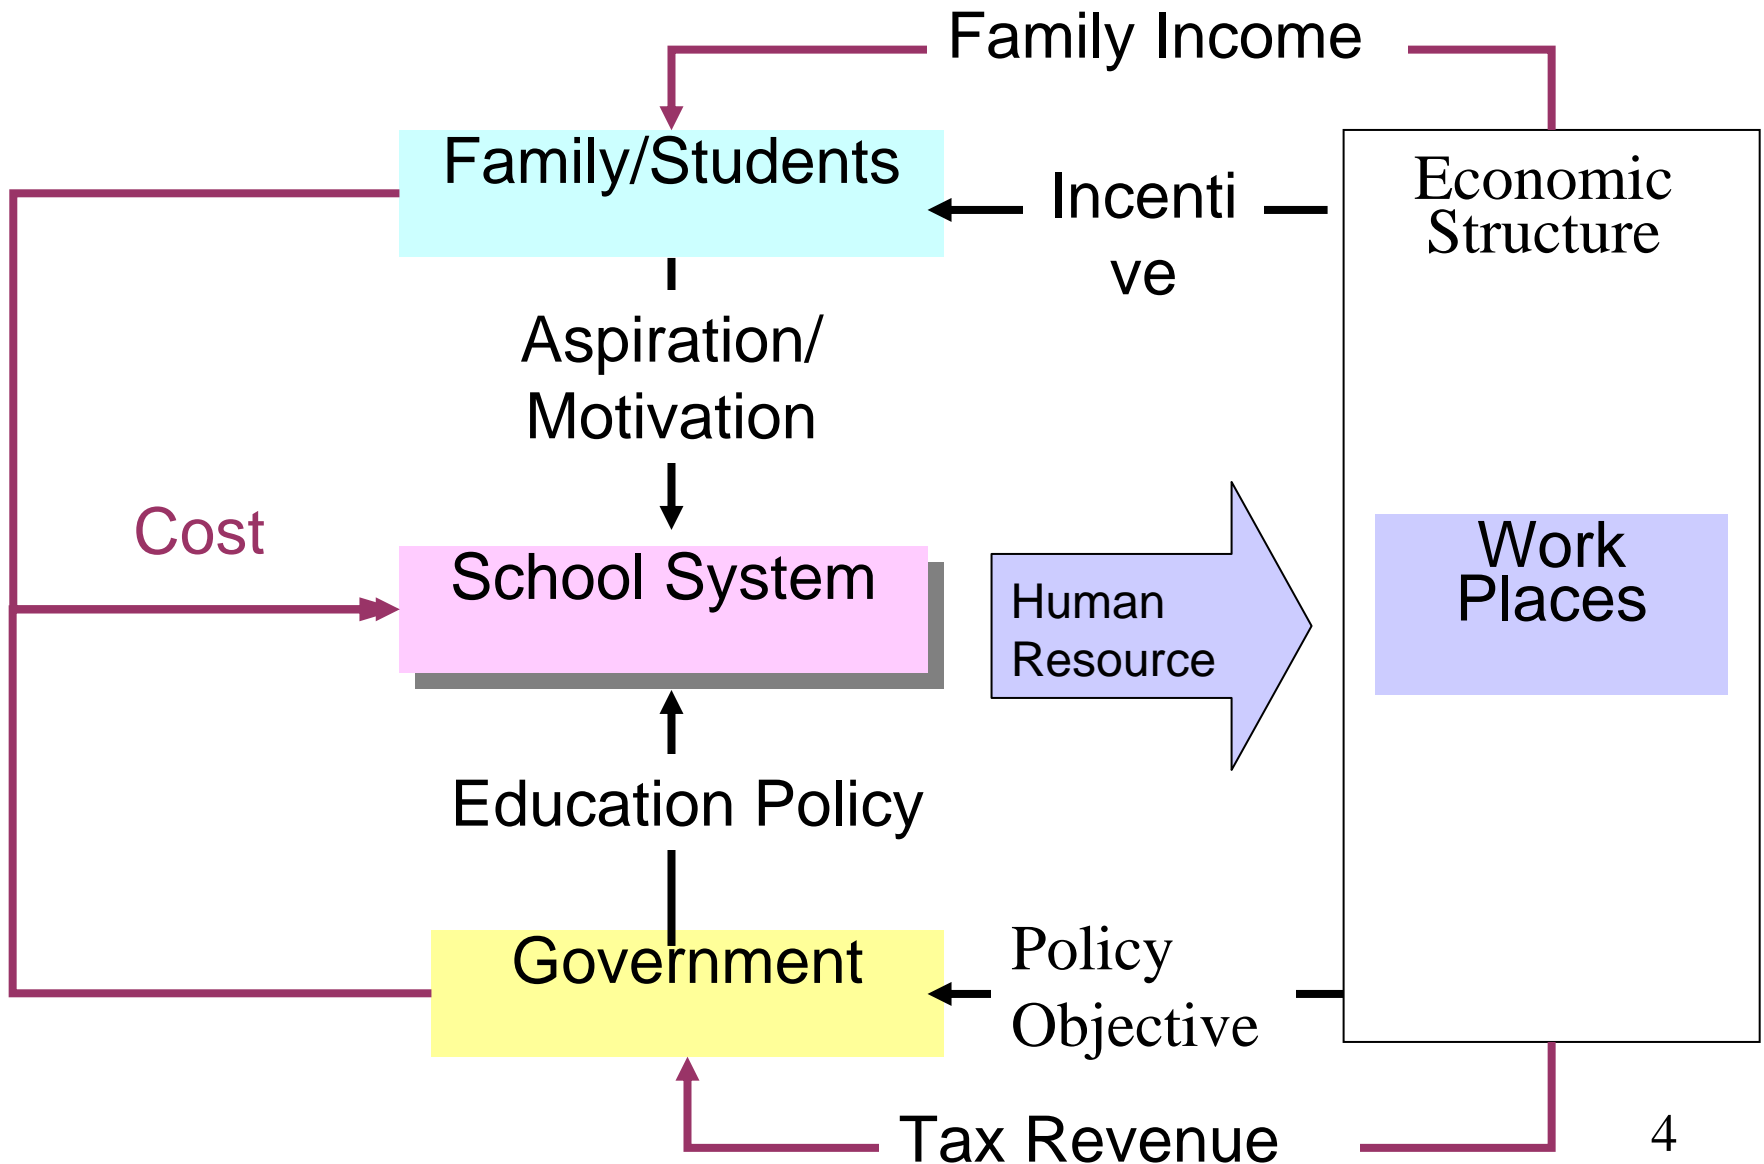 Family Income
Family/Students
Incenti
ve
Economic
Structure
Aspiration/
Motivation
Cost
School System
Human
Resource
Work
Places
Education Policy
Government
Policy
Objective
Tax Revenue
4